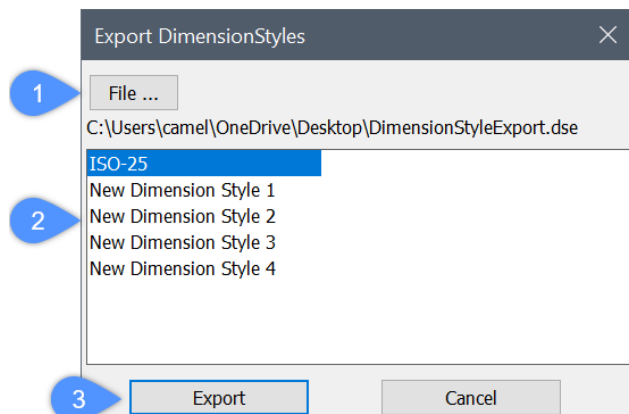 Export DimensionStyles
1
File ...
C:\Users\camel\OneDrive\Desktop\DimensionStyleExport.dse
ISO-25
New Dimension Style 1
2
New Dimension Style 2
New Dimension Style 3
New Dimension Style 4
3
Export
Cancel